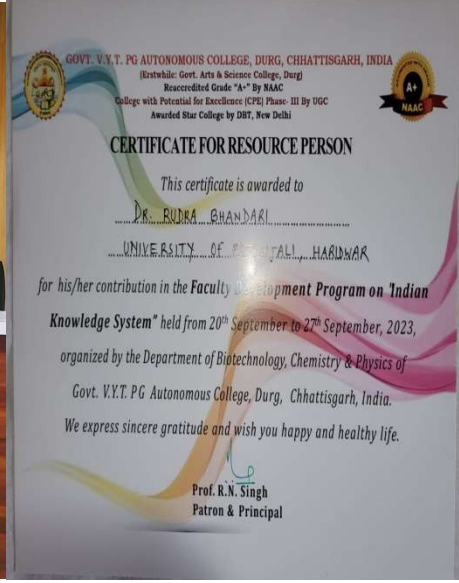 GOVT. V.Y.T. PG AUTONOMOUS COLLEGE, DURG, CHHATTISGARH, INDIA
(Erstwhile: Govt. Arts & Science College, Durg)
Reaccredited Grade "A+" By NAAC
College with Potential for Excellence (CPE) Phase- III By UGC
Awarded Star College by DBT, New Delhi
A+
NAAC
CERTIFICATE FOR RESOURCE PERSON
This certificate is awarded to
DR. RUDRA BHANDARI
UNIVERSITY OF HARIDWAR
for his/her contribution in the Faculty Development Program on "Indian
Knowledge System" held from 20th September to 27th September, 2023,
organized by the Department of Biotechnology, Chemistry & Physics of
Govt. V.Y.T. PG Autonomous College, Durg, Chhattisgarh, India.
We express sincere gratitude and wish you happy and healthy life.
Prof. R.N. Singh
Patron & Principal